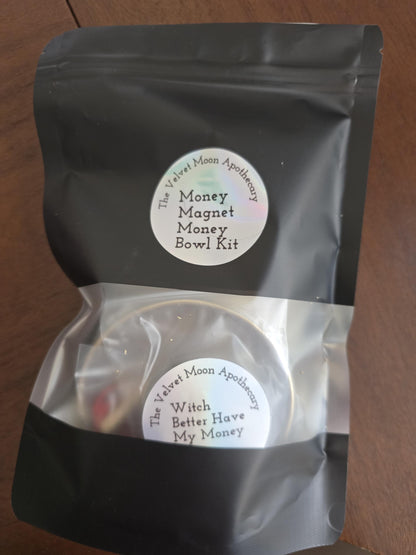 The Velvet Moon Apothecary
Money
Magnet
Money
Bowl Kit
The Velvet Moon Apothecary
Witch
Better Have
My Money